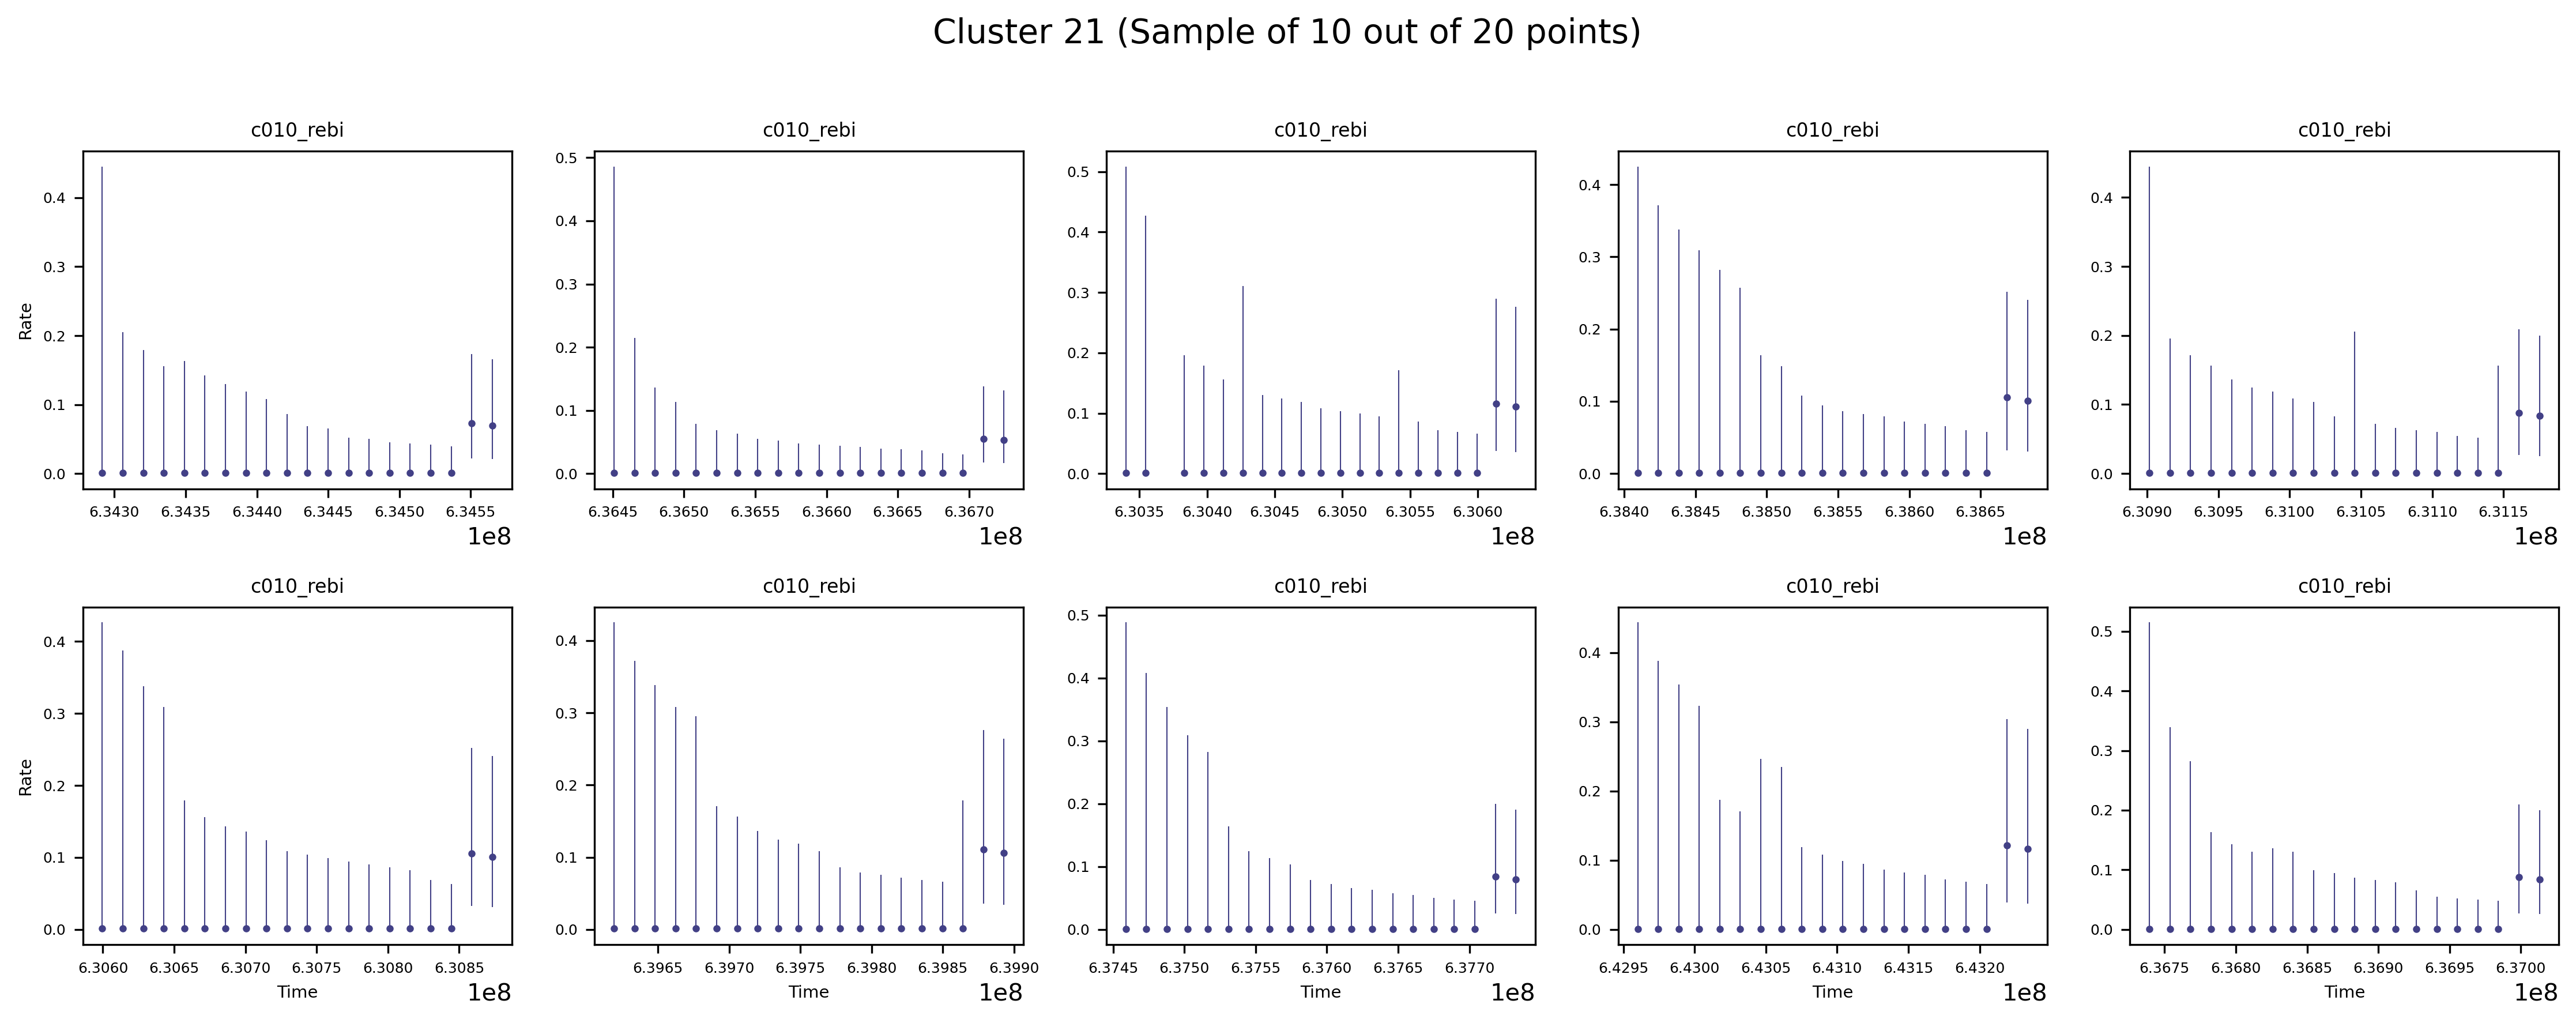 Cluster 21 (Sample of 10 out of 20 points)
c010_rebi c010_rebi c010_rebi c010_rebi c010_rebi
Rate
0.4 0.3 0.2 0.1 0.0
6.3430 6.3435 6.3440 6.3445 6.3450 6.3455
1e8
0.5 0.4 0.3 0.2 0.1 0.0
6.3645 6.3650 6.3655 6.3660 6.3665 6.3670
1e8
0.5 0.4 0.3 0.2 0.1 0.0
6.3035 6.3040 6.3045 6.3050 6.3055 6.3060
1e8
0.4 0.3 0.2 0.1 0.0
6.3840 6.3845 6.3850 6.3855 6.3860 6.3865
1e8
0.4 0.3 0.2 0.1 0.0
6.3090 6.3095 6.3100 6.3105 6.3110 6.3115
1e8
c010_rebi c010_rebi c010_rebi c010_rebi c010_rebi
Rate
0.4 0.3 0.2 0.1 0.0
6.3060 6.3065 6.3070 6.3075 6.3080 6.3085
Time 1e8
0.4 0.3 0.2 0.1 0.0
6.3965 6.3970 6.3975 6.3980 6.3985 6.3990
Time 1e8
0.5 0.4 0.3 0.2 0.1 0.0
6.3745 6.3750 6.3755 6.3760 6.3765 6.3770
Time 1e8
0.4 0.3 0.2 0.1 0.0
6.4295 6.4300 6.4305 6.4310 6.4315 6.4320
Time 1e8
0.5 0.4 0.3 0.2 0.1 0.0
6.3675 6.3680 6.3685 6.3690 6.3695 6.3700
Time 1e8